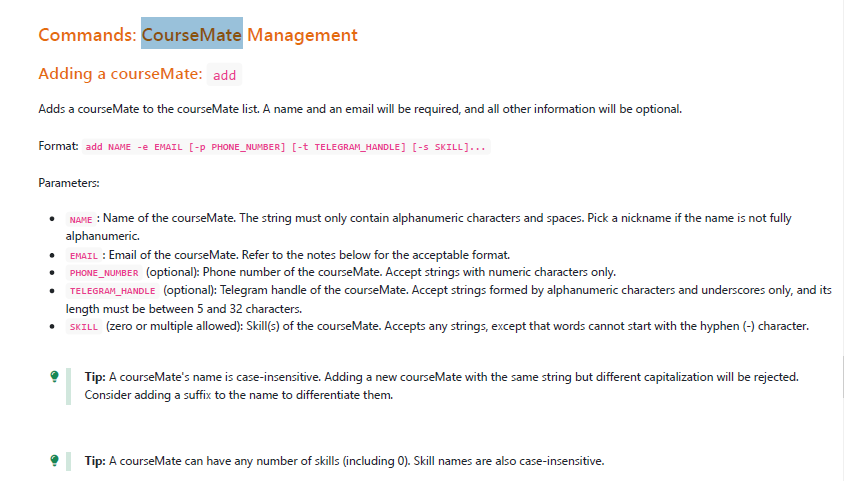 Commands: CourseMate Management
Adding a courseMate: add
Adds a courseMate to the courseMate list. A name and an email will be required, and all other information will be optional.
Format: add NAME -e EMAIL [-p PHONE_NUMBER] [-t TELEGRAM_HANDLE] [-s SKILL]...
Parameters:
• NAME : Name of the courseMate. The string must only contain alphanumeric characters and spaces. Pick a nickname if the name is not fully
alphanumeric.
• EMAIL : Email of the courseMate. Refer to the notes below for the acceptable format.
• PHONE_NUMBER (optional): Phone number of the courseMate. Accept strings with numeric characters only.
• TELEGRAM_HANDLE (optional): Telegram handle of the courseMate. Accept strings formed by alphanumeric characters and underscores only, and its
length must be between 5 and 32 characters.
• SKILL (zero or multiple allowed): Skill(s) of the courseMate. Accepts any strings, except that words cannot start with the hyphen (-) character.
Tip: A courseMate's name is case-insensitive. Adding a new courseMate with the same string but different capitalization will be rejected.
Consider adding a suffix to the name to differentiate them.
Tip: A courseMate can have any number of skills (including 0). Skill names are also case-insensitive.